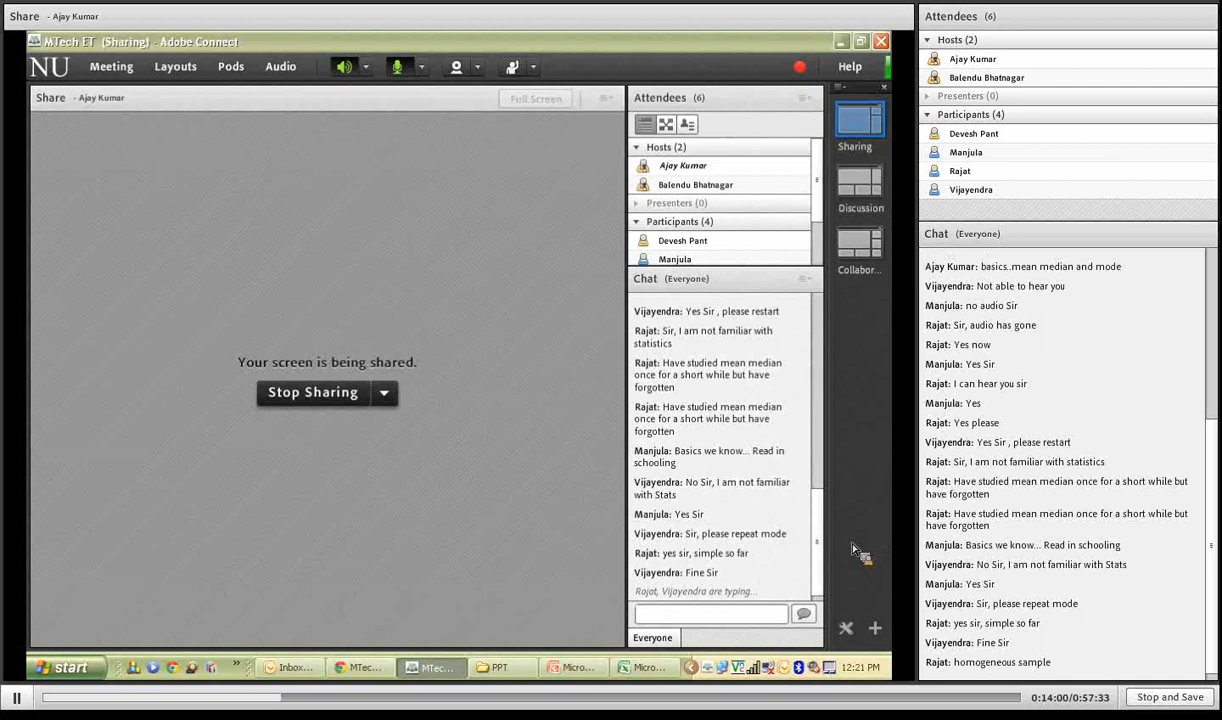 Share - Ajay Kumar
MTech ET (Sharing) - Adobe Connect
NU Meeting Layouts Pods Audio Help
Share - Ajay Kumar
Full Screen
Your screen is being shared.
Stop Sharing
Attendees (6)
Hosts (2)
Ajay Kumar
Balendu Bhatnagar
Presenters (0)
Participants (4)
Devesh Pant
Manjula
Chat (Everyone)
Vijayendra: Yes Sir , please restart
Rajat: Sir, I am not familiar with
statistics
Rajat: Have studied mean median
once for a short while but have
forgotten
Rajat: Have studied mean median
once for a short while but have
forgotten
Manjula: Basics we know... Read in
schooling
Vijayendra: No Sir, I am not familiar
with Stats
Manjula: Yes Sir
Vijayendra: Sir, please repeat mode
Rajat: yes sir, simple so far
Vijayendra: Fine Sir
Rajat, Vijayendra are typing...
Everyone
Sharing
Discussion
Collabor...
start
Inbox...
MTec...
MTec...
PPT
Micro...
Micro...
12:21 PM
Attendees (6)
Hosts (2)
Ajay Kumar
Balendu Bhatnagar
Presenters (0)
Participants (4)
Devesh Pant
Manjula
Rajat
Vijayendra
Chat (Everyone)
Ajay Kumar: basics..mean median and mode
Vijayendra: Not able to hear you
Manjula: no audio Sir
Rajat: Sir, audio has gone
Rajat: Yes now
Manjula: Yes Sir
Rajat: I can hear you sir
Manjula: Yes
Rajat: Yes please
Vijayendra: Yes Sir , please restart
Rajat: Sir, I am not familiar with statistics
Rajat: Have studied mean median once for a short while but
have forgotten
Rajat: Have studied mean median once for a short while but
have forgotten
Manjula: Basics we know... Read in schooling
Vijayendra: No Sir, I am not familiar with Stats
Manjula: Yes Sir
Vijayendra: Sir, please repeat mode
Rajat: yes sir, simple so far
Vijayendra: Fine Sir
Rajat: homogeneous sample
0:14:00/0:57:33
Stop and Save